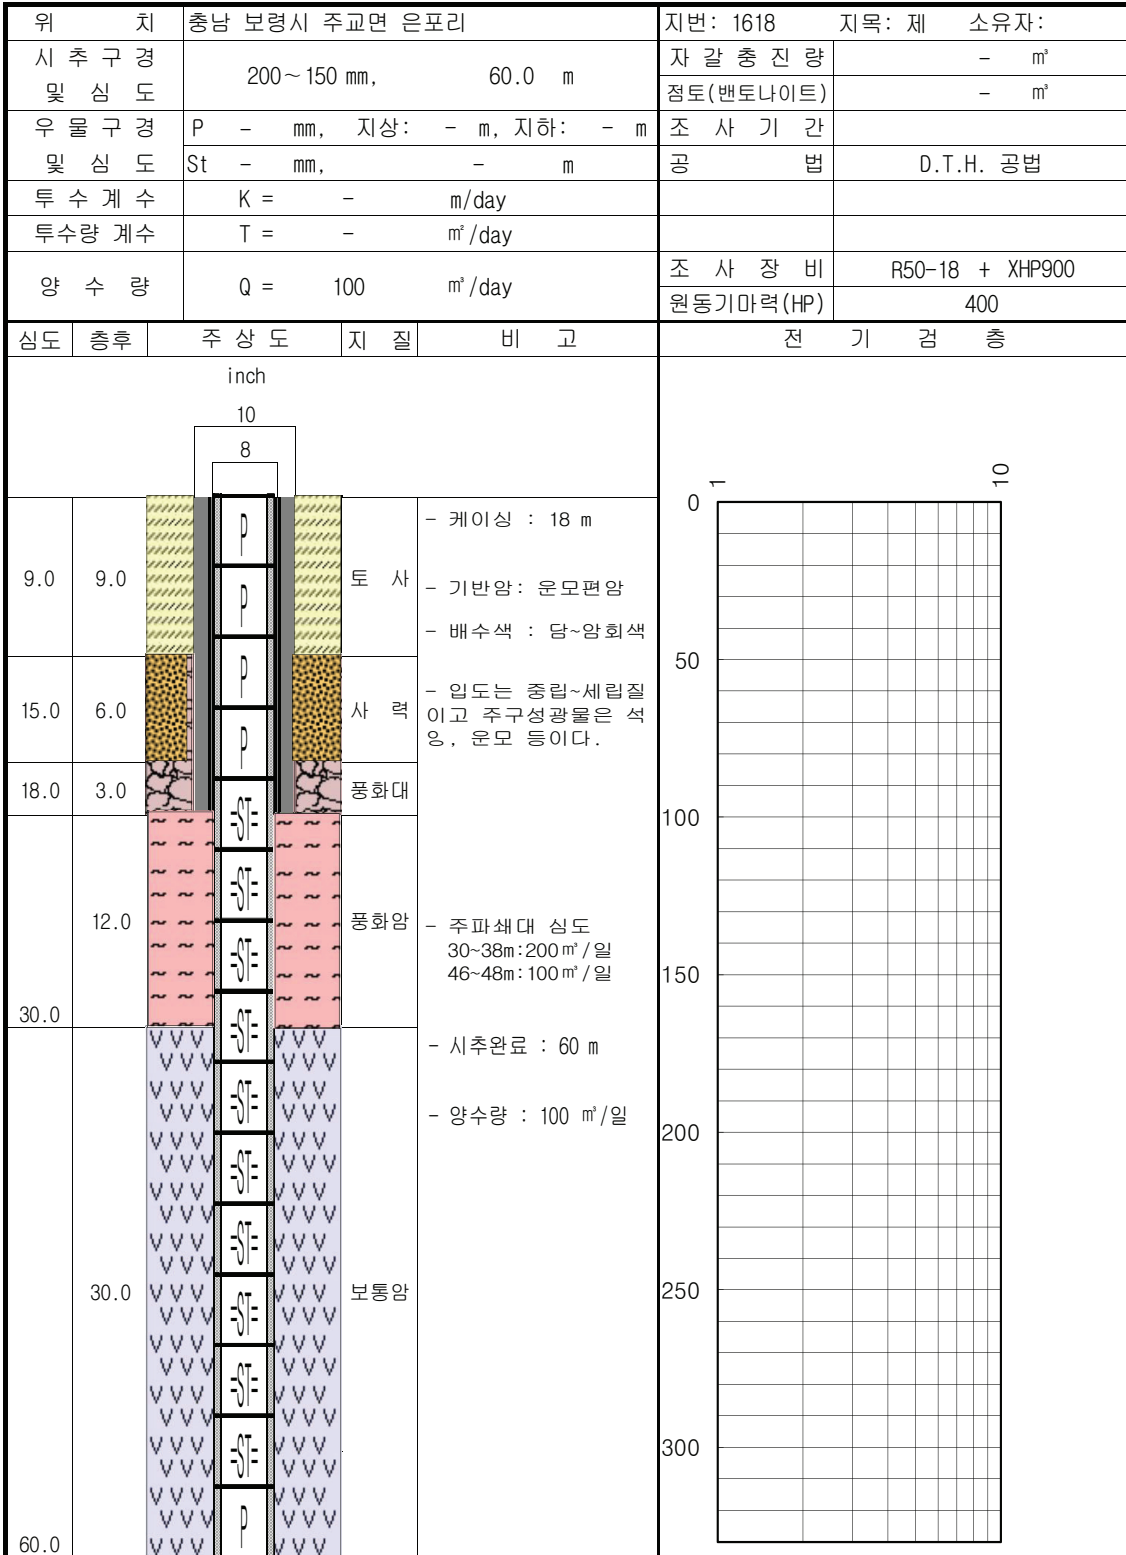 위 치 충남 보령시 주교면 은포리 지번: 1618 지목: 제 소유자:
시 추 구 경 및 심 도 200~150 mm, 60.0 m 자 갈 충 진 량 - ㎥
점토(밴토나이트) - ㎥
우 물 구 경 및 심 도 P - mm, 지상: - m, 지하: - m 조 사 기 간
St - mm, - m 공 법 D.T.H. 공법
투 수 계 수 K = - m/day
투수량 계수 T = - ㎡/day
양 수 량 Q = 100 ㎥/day 조 사 장 비 R50-18 + XHP900
원동기마력(HP) 400
심도 층후 주 상 도 지 질 비 고 전 기 검 층
inch
10
8
1 10
9.0 9.0 토 사
15.0 6.0 사 력
18.0 3.0 풍화대
30.0 12.0 풍화암
60.0 30.0 보통암
P
P
P
P
=ST=
=ST=
=ST=
=ST=
=ST=
=ST=
=ST=
=ST=
=ST=
=ST=
P
- 케이싱 : 18 m
- 기반암: 운모편암
- 배수색 : 담~암회색
- 입도는 중립~세립질
이고 주구성광물은 석
영, 운모 등이다.
- 주파쇄대 심도
30~38m:200㎥/일
46~48m:100㎥/일
- 시추완료 : 60 m
- 양수량 : 100 ㎥/일
0
50
100
150
200
250
300